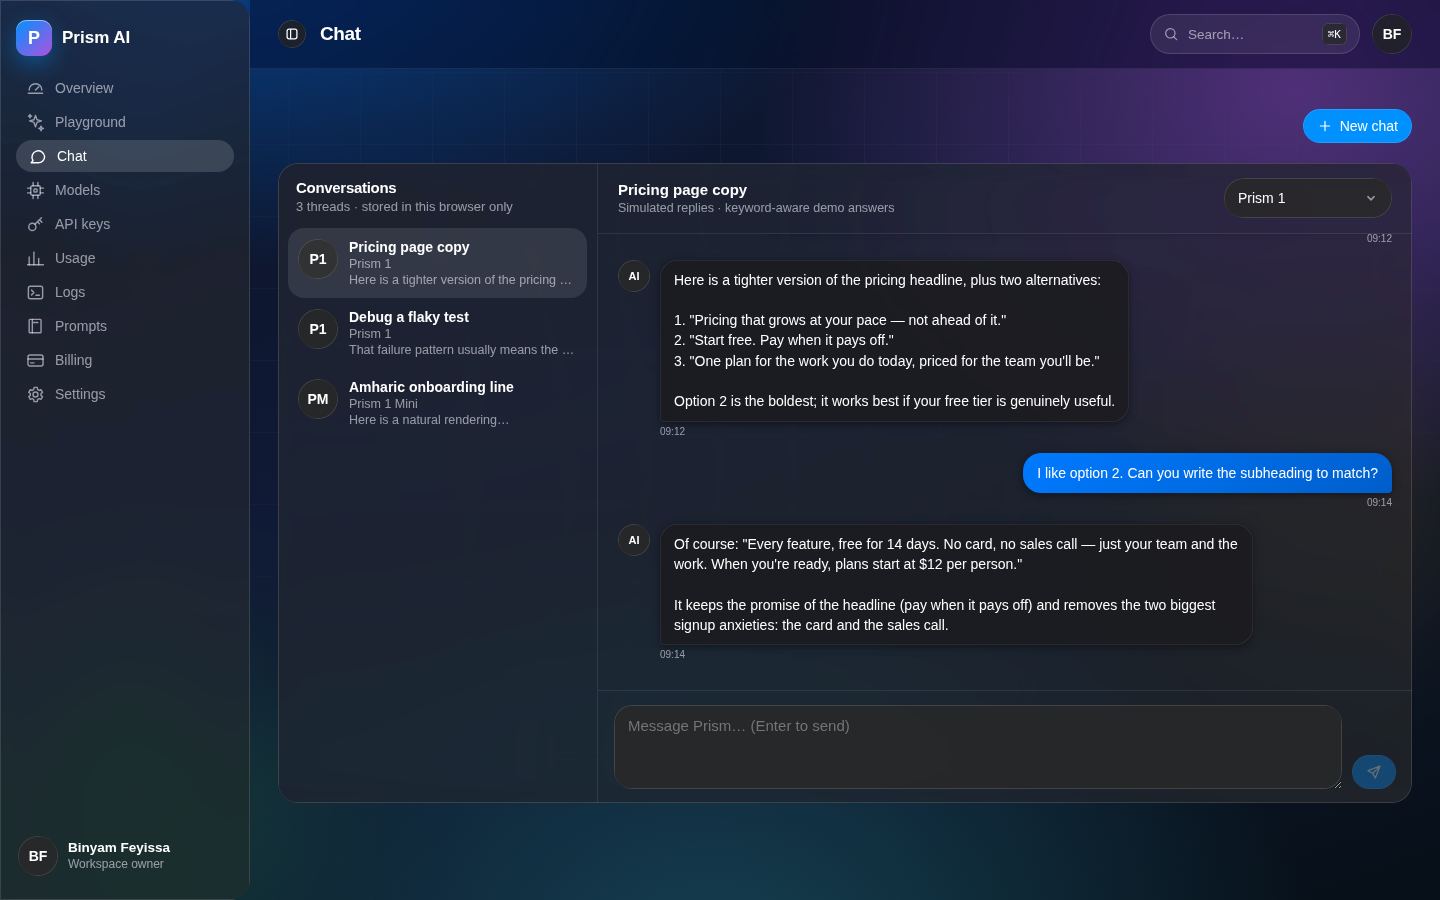 P
Prism AI
Overview
Playground
Chat
Models
API keys
Usage
Logs
Prompts
Billing
Settings
BF
Binyam Feyissa
Workspace owner
Chat
Search…
⌘K
BF
New chat
Conversations
3 threads · stored in this browser only
P1
Pricing page copy
Prism 1
Here is a tighter version of the pricing …
P1
Debug a flaky test
Prism 1
That failure pattern usually means the …
PM
Amharic onboarding line
Prism 1 Mini
Here is a natural rendering…
Pricing page copy
Simulated replies · keyword-aware demo answers
Prism 1
09:12
AI
Here is a tighter version of the pricing headline, plus two alternatives:
1. "Pricing that grows at your pace — not ahead of it."
2. "Start free. Pay when it pays off."
3. "One plan for the work you do today, priced for the team you'll be."
Option 2 is the boldest; it works best if your free tier is genuinely useful.
09:12
I like option 2. Can you write the subheading to match?
09:14
AI
Of course: "Every feature, free for 14 days. No card, no sales call — just your team and the
work. When you're ready, plans start at $12 per person."
It keeps the promise of the headline (pay when it pays off) and removes the two biggest
signup anxieties: the card and the sales call.
09:14
Message Prism… (Enter to send)